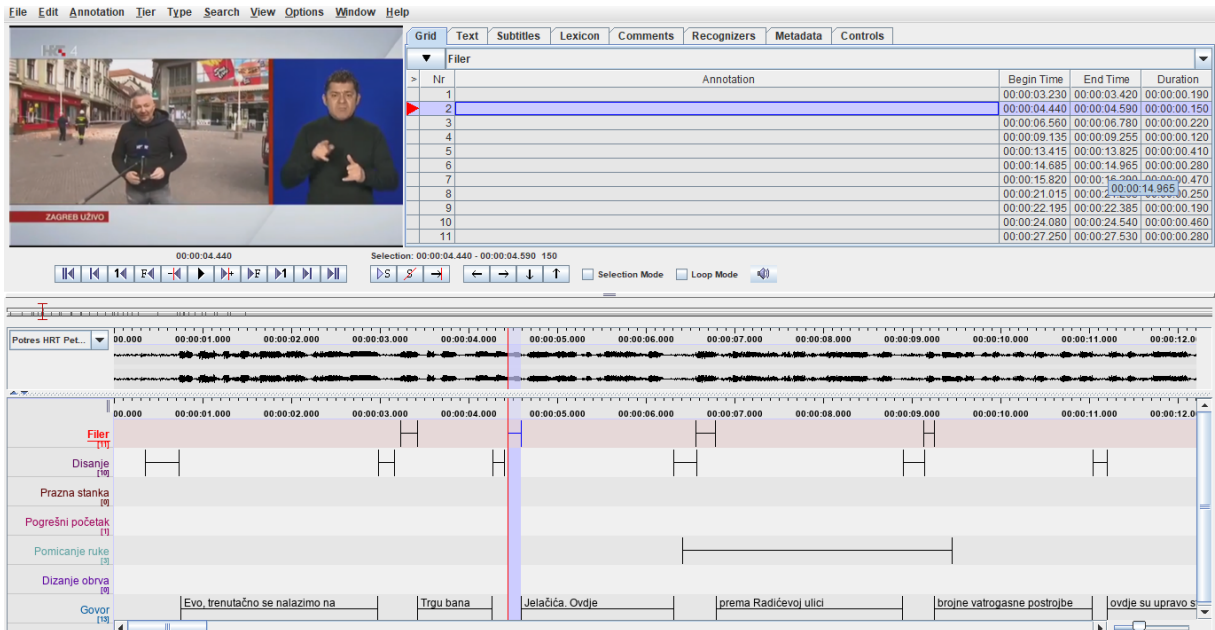 File Edit Annotation Tier Type Search View Options Window Help
HRT 4
ZAGREB UŽIVO
Grid Text Subtitles Lexicon Comments Recognizers Metadata Controls
Filer
> Nr Annotation Begin Time End Time Duration
1 00:00:03.230 00:00:03.420 00:00:00.190
2 00:00:04.440 00:00:04.590 00:00:00.150
3 00:00:06.560 00:00:06.780 00:00:00.220
4 00:00:09.135 00:00:09.255 00:00:00.120
5 00:00:13.415 00:00:13.825 00:00:00.410
6 00:00:14.685 00:00:14.965 00:00:00.280
7 00:00:15.820
00:00:14.965
8 00:00:21.015
9 00:00:22.195 00:00:22.385 00:00:00.190
10 00:00:24.080 00:00:24.540 00:00:00.460
11 00:00:27.250 00:00:27.530 00:00:00.280
00:00:04.440 Selection: 00:00:04.440 - 00:00:04.590 150
1 F + F 1 S S Selection Mode Loop Mode
Potres HRT Pet... 00.000 00:00:01.000 00:00:02.000 00:00:03.000 00:00:04.000 00:00:05.000 00:00:06.000 00:00:07.000 00:00:08.000 00:00:09.000 00:00:10.000 00:00:11.000 00:00:12.0
00.000 00:00:01.000 00:00:02.000 00:00:03.000 00:00:04.000 00:00:05.000 00:00:06.000 00:00:07.000 00:00:08.000 00:00:09.000 00:00:10.000 00:00:11.000 00:00:12.0
Filer
[11]
Disanje
[10]
Prazna stanka
[0]
Pogrešni početak
[1]
Pomicanje ruke
[3]
Dizanje obrva
[0]
Govor Evo, trenutačno se nalazimo na Trgu bana Jelačića. Ovdje prema Radićevoj ulici brojne vatrogasne postrojbe ovdje su upravo s
[13]